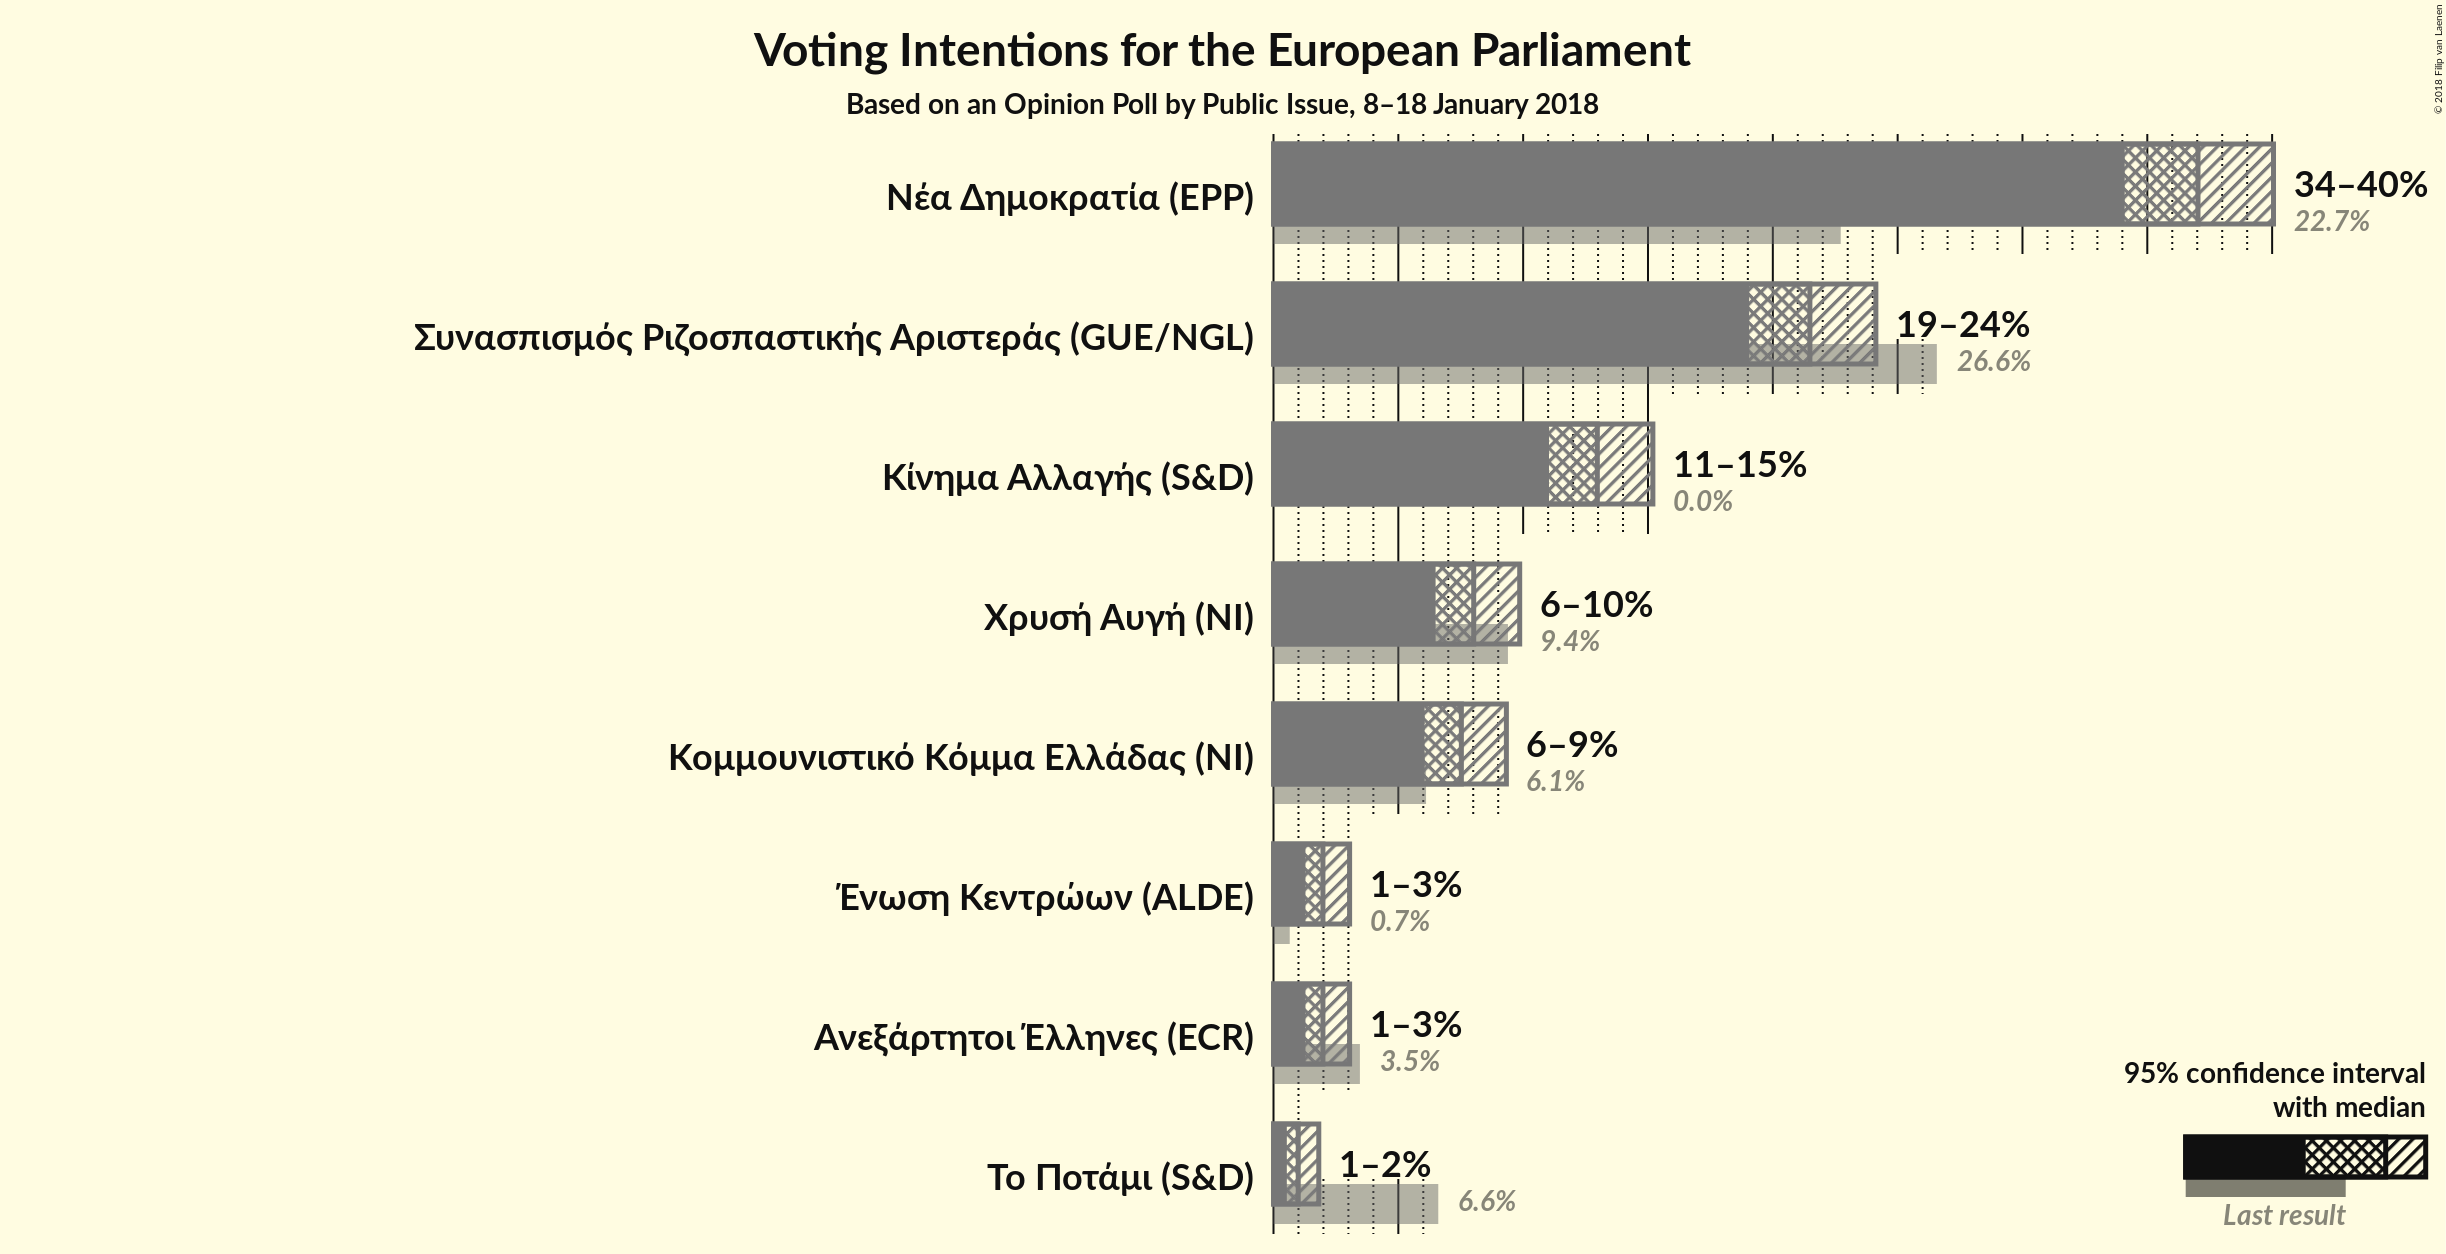 Voting Intentions for the European Parliament
Based on an Opinion Poll by Public Issue, 8–18 January 2018
© 2018 Filip van Laenen
Νέα Δημοκρατία (EPP)
34–40%
22.7%
Συνασπισμός Ριζοσπαστικής Αριστεράς (GUE/NGL)
19–24%
26.6%
Κίνημα Αλλαγής (S&D)
11–15%
0.0%
Χρυσή Αυγή (NI)
6–10%
9.4%
Κομμουνιστικό Κόμμα Ελλάδας (NI)
6–9%
6.1%
Ένωση Κεντρώων (ALDE)
1–3%
0.7%
Ανεξάρτητοι Έλληνες (ECR)
1–3%
3.5%
Το Ποτάμι (S&D)
1–2%
6.6%
95% confidence interval
with median
Last result